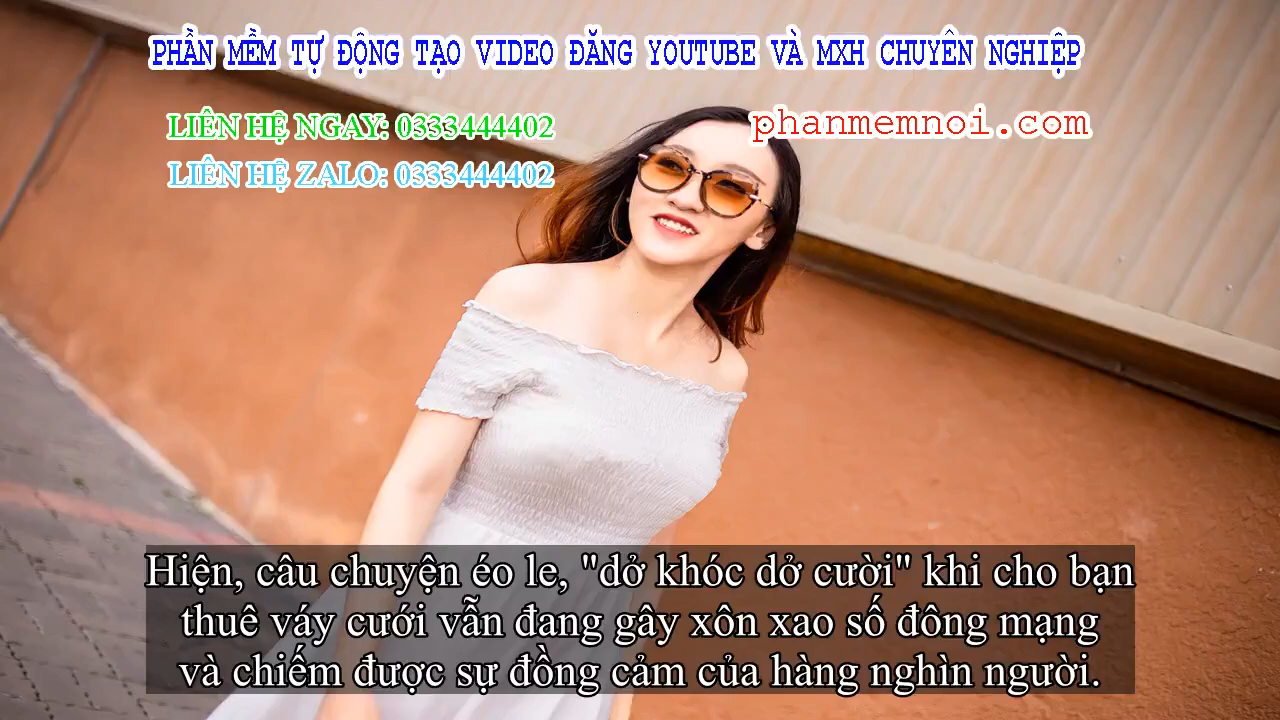 PHẦN MỀM TỰ ĐỘNG TẠO VIDEO ĐĂNG YOUTUBE VÀ MXH CHUYÊN NGHIỆP
LIÊN HỆ NGAY: 0333444402
phanmemnoi.com
LIÊN HỆ ZALO: 0333444402
Hiện, câu chuyện éo le, "dở khóc dở cười" khi cho bạn
thuê váy cưới vẫn đang gây xôn xao số đông mạng
và chiếm được sự đồng cảm của hàng nghìn người.